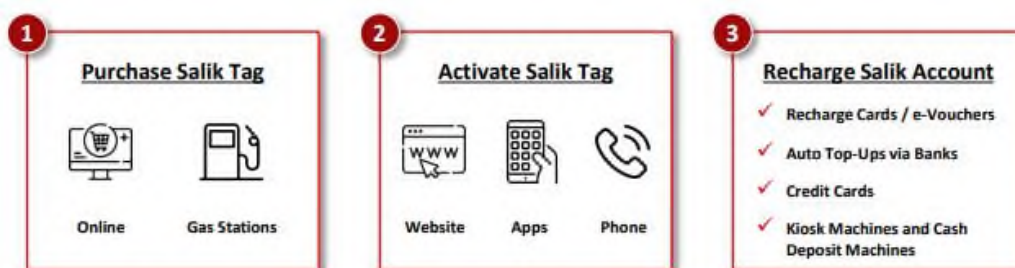 1
Purchase Salik Tag
Online
Gas Stations
2
Activate Salik Tag
www
Website
Apps
Phone
3
Recharge Salik Account
Recharge Cards / e-Vouchers
Auto Top-Ups via Banks
Credit Cards
Kiosk Machines and Cash
Deposit Machines